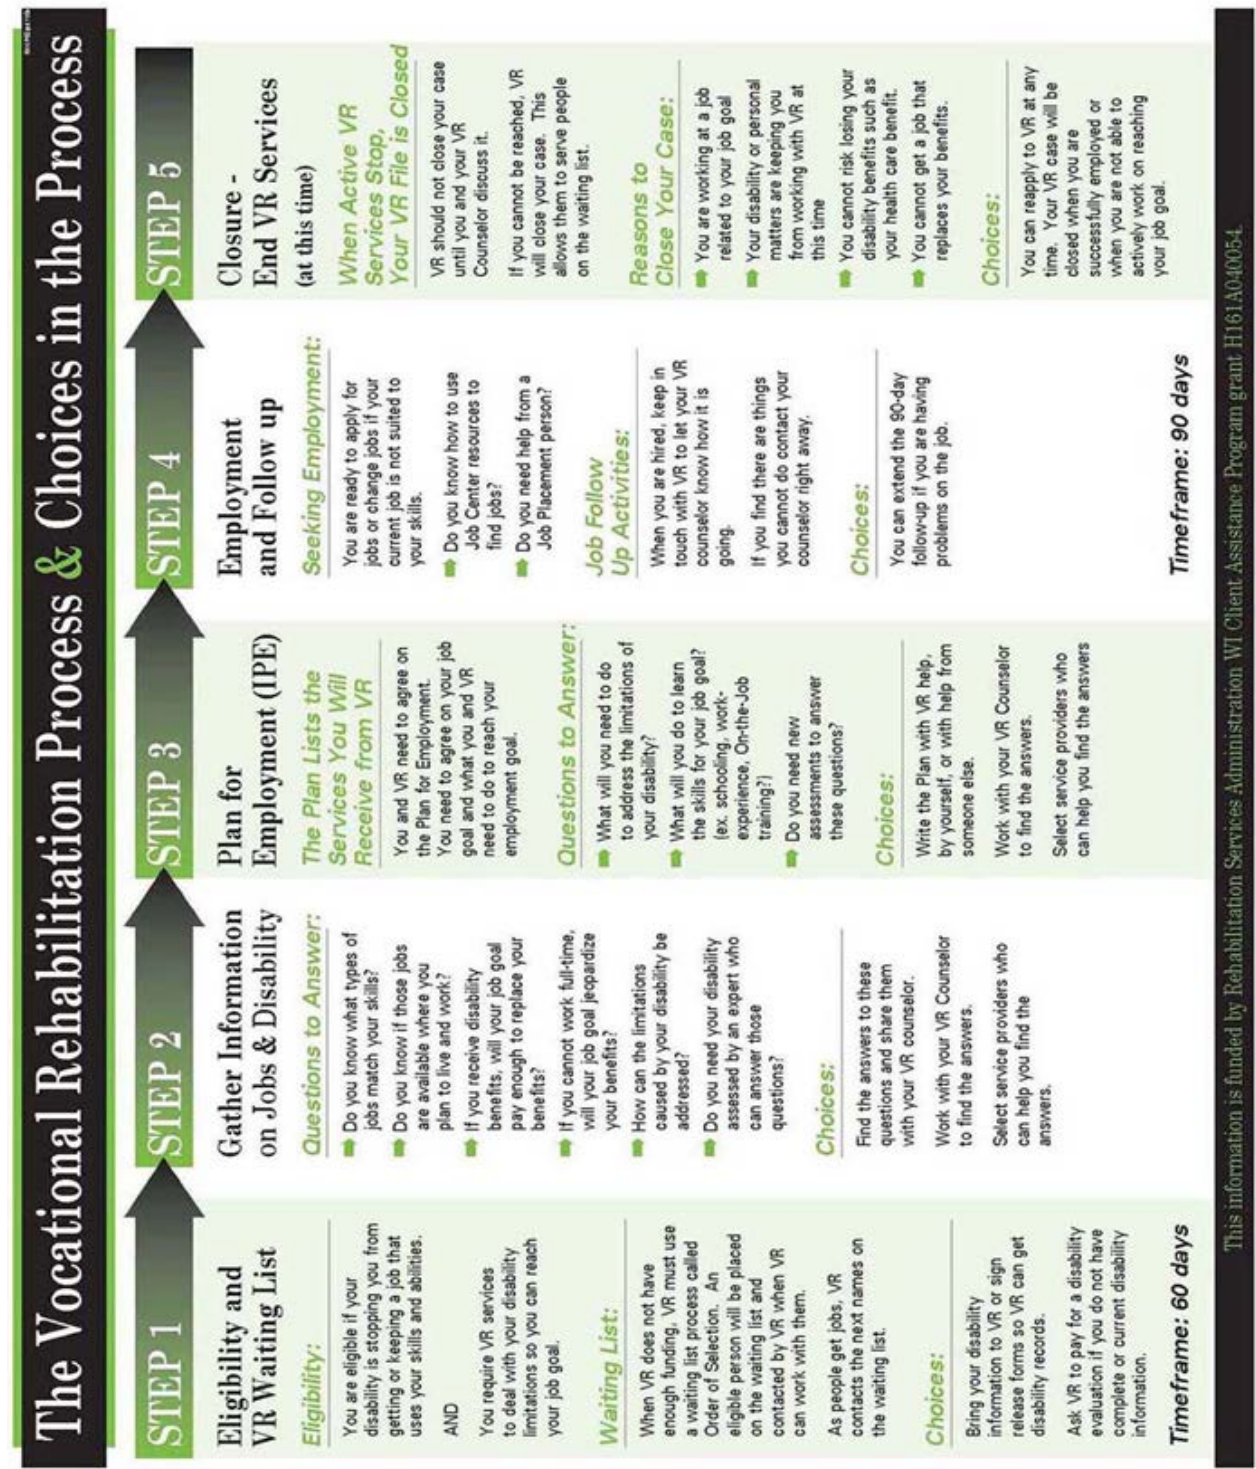 The Vocational Rehabilitation Process & Choices in the Process
STEP 1
Eligibility and
VR Waiting List
Eligibility:
You are eligible if your
disability is stopping you from
getting or keeping a job that
uses your skills and abilities.
AND
You require VR services
to deal with your disability
limitations so you can reach
your job goal.
Waiting List:
When VR does not have
enough funding, VR must use
a waiting list process called
Order of Selection. An
eligible person will be placed
on the waiting list and
contacted by VR when VR
can work with them.
As people get jobs, VR
contacts the next names on
the waiting list.
Choices:
Bring your disability
information to VR or sign
release forms so VR can get
disability records.
Ask VR to pay for a disability
evaluation if you do not have
complete or current disability
information.
Timeframe: 60 days
STEP 2
Gather Information
on Jobs & Disability
Questions to Answer:
Do you know what types of
jobs match your skills?
Do you know if those jobs
are available where you
plan to live and work?
If you receive disability
benefits, will your job goal
pay enough to replace your
benefits?
If you cannot work full-time,
will your job goal jeopardize
your benefits?
How can the limitations
caused by your disability be
addressed?
Do you need your disability
assessed by an expert who
can answer those
questions?
Choices:
Find the answers to these
questions and share them
with your VR counselor.
Work with your VR Counselor
to find the answers.
Select service providers who
can help you find the
answers.
STEP 3
Plan for
Employment (IPE)
The Plan Lists the
Services You Will
Receive from VR
You and VR need to agree on
the Plan for Employment.
You need to agree on your job
goal and what you and VR
need to do to reach your
employment goal.
Questions to Answer:
What will you need to do
to address the limitations of
your disability?
What will you do to learn
the skills for your job goal?
(ex. schooling, work-
experience, On-the-Job
training?)
Do you need new
assessments to answer
these questions?
Choices:
Write the Plan with VR help,
by yourself, or with help from
someone else.
Work with your VR Counselor
to find the answers.
Select service providers who
can help you find the answers
STEP 4
Employment
and Follow up
Seeking Employment:
You are ready to apply for
jobs or change jobs if your
current job is not suited to
your skills.
Do you know how to use
Job Center resources to
find jobs?
Do you need help from a
Job Placement person?
Job Follow
Up Activities:
When you are hired, keep in
touch with VR to let your VR
counselor know how it is
going.
If you find there are things
you cannot do contact your
counselor right away.
Choices:
You can extend the 90-day
follow-up if you are having
problems on the job.
Timeframe: 90 days
STEP 5
Closure -
End VR Services
(at this time)
When Active VR
Services Stop,
Your VR File is Closed
VR should not close your case
until you and your VR
Counselor discuss it.
If you cannot be reached, VR
will close your case. This
allows them to serve people
on the waiting list.
Reasons to
Close Your Case:
You are working at a job
related to your job goal
Your disability or personal
matters are keeping you
from working with VR at
this time
You cannot risk losing your
disability benefits such as
your health care benefit.
You cannot get a job that
replaces your benefits.
Choices:
You can reapply to VR at any
time. Your VR case will be
closed when you are
successfully employed or
when you are not able to
actively work on reaching
your job goal.
This information is funded by Rehabilitation Services Administration WI Client Assistance Program grant H161A040054.